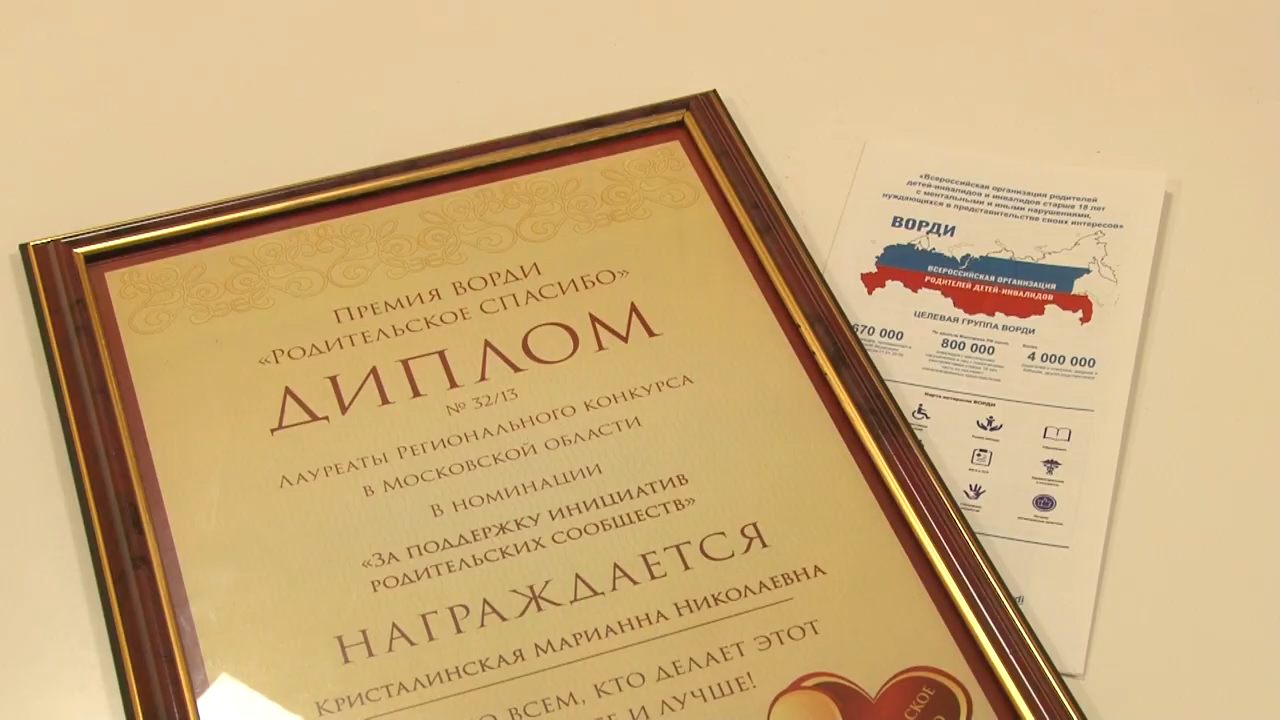 ПРЕМИЯ ВОРДИ
«РОДИТЕЛЬСКОЕ СПАСИБО»
ДИПЛОМ
№ 32/13
ЛАУРЕАТЫ РЕГИОНАЛЬНОГО КОНКУРСА
В МОСКОВСКОЙ ОБЛАСТИ
В НОМИНАЦИИ
«ЗА ПОДДЕРЖКУ ИНИЦИАТИВ
РОДИТЕЛЬСКИХ СООБЩЕСТВ»
НАГРАЖДАЕТСЯ
КРИСТАЛИНСКАЯ МАРИАННА НИКОЛАЕВНА
ВСЕМ, КТО ДЕЛАЕТ ЭТОТ
И ЛУЧШЕ!
«Всероссийская организация родителей
детей-инвалидов и инвалидов старше 18 лет
с ментальными и иными нарушениями,
нуждающихся в представительстве своих интересов»
ВОРДИ
ВСЕРОССИЙСКАЯ ОРГАНИЗАЦИЯ
РОДИТЕЛЕЙ ДЕТЕЙ-ИНВАЛИДОВ
ЦЕЛЕВАЯ ГРУППА ВОРДИ
670 000
800 000
4 000 000
Карта интересов ВОРДИ